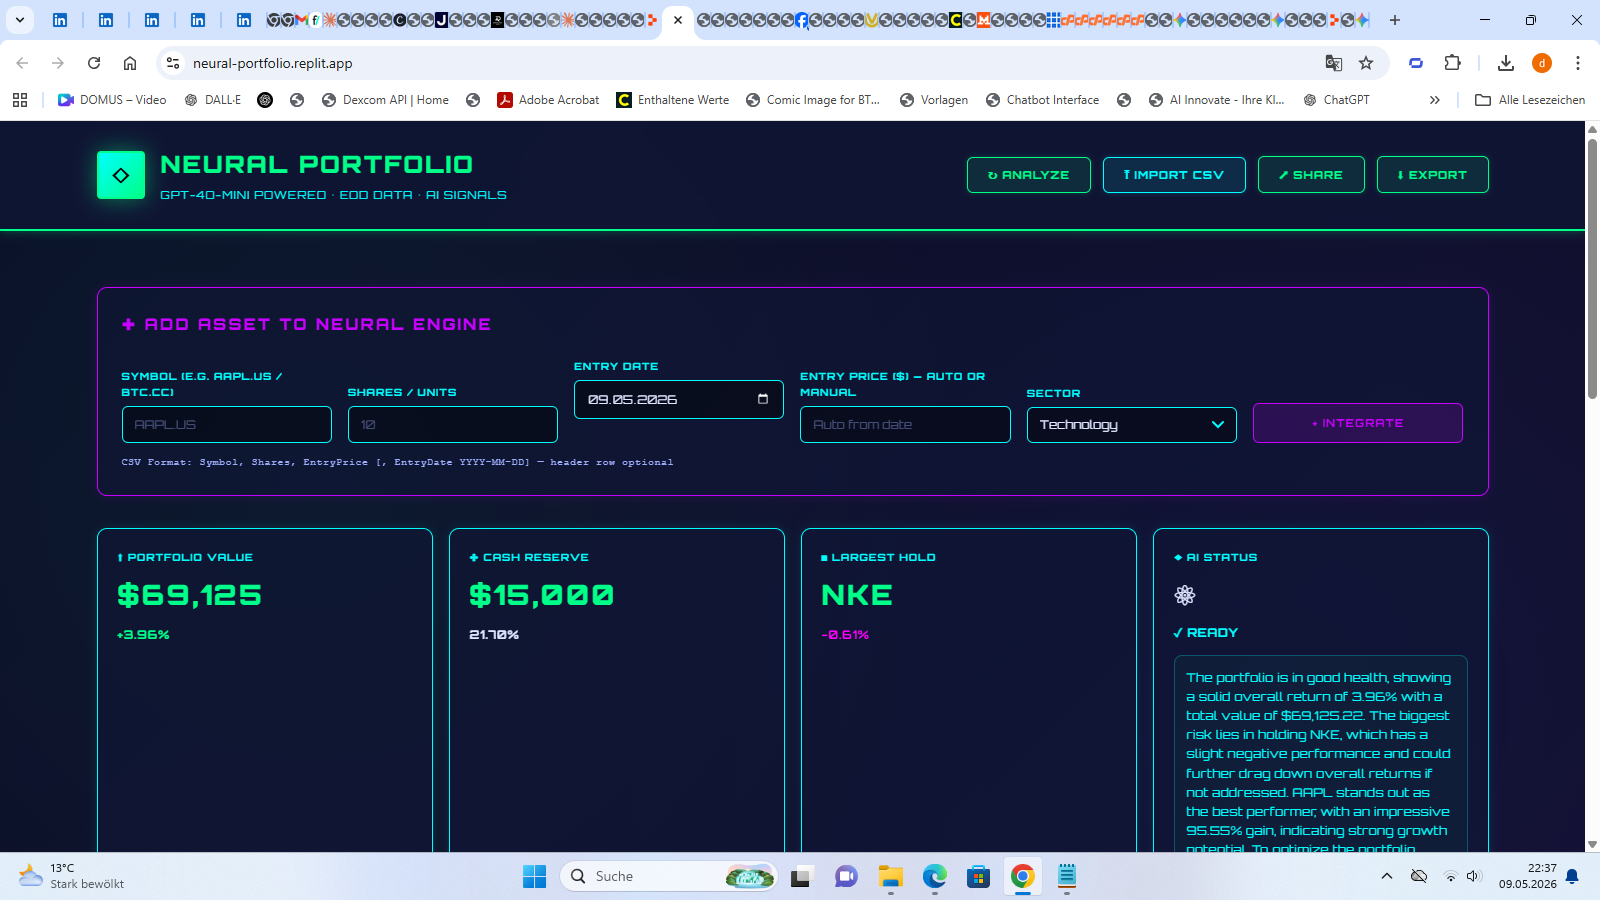 neural-portfolio.replit.app
d
DOMUS – Video
DALL·E
Dexcom API | Home
Adobe Acrobat
Enthaltene Werte
Comic Image for BT...
Vorlagen
Chatbot Interface
AI Innovate - Ihre KI...
ChatGPT
Alle Lesezeichen
NEURAL PORTFOLIO
GPT-4O-MINI POWERED · EOD DATA · AI SIGNALS
↻ ANALYZE
⤒ IMPORT CSV
⤢ SHARE
⬇ EXPORT
✚ ADD ASSET TO NEURAL ENGINE
SYMBOL (E.G. AAPL.US /
BTC.CC)
AAPL.US
SHARES / UNITS
10
ENTRY DATE
09.05.2026
ENTRY PRICE ($) — AUTO OR
MANUAL
Auto from date
SECTOR
Technology
+ INTEGRATE
CSV Format: Symbol, Shares, EntryPrice [, EntryDate YYYY-MM-DD] — header row optional
⬆ PORTFOLIO VALUE
$69,125
+3.96%
✚ CASH RESERVE
$15,000
21.70%
■ LARGEST HOLD
NKE
-0.61%
◆ AI STATUS
✓ READY
The portfolio is in good health, showing
a solid overall return of 3.96% with a
total value of $69,125.22. The biggest
risk lies in holding NKE, which has a
slight negative performance and could
further drag down overall returns if
not addressed. AAPL stands out as
the best performer, with an impressive
95.55% gain, indicating strong growth
potential. To optimize the portfolio
13°C
Stark bewölkt
Suche
22:37
09.05.2026